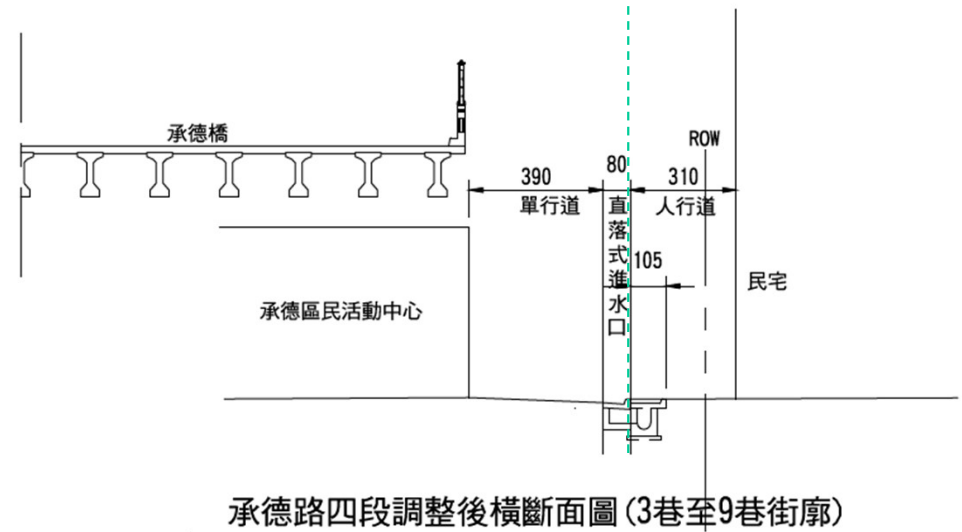 承德橋
ROW
390
80
310
單行道
直落式進水口
人行道
105
民宅
承德區民活動中心
承德路四段調整後橫斷面圖(3巷至9巷街廓)